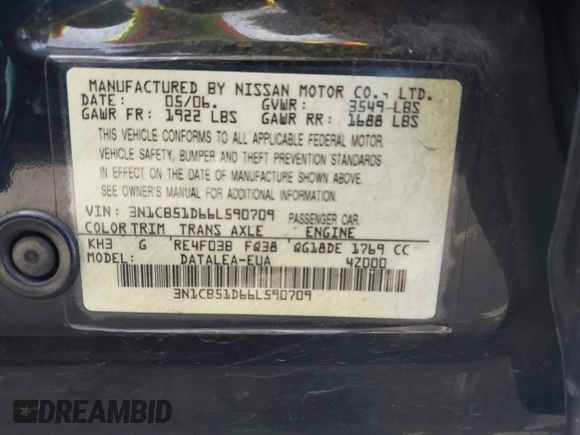 MANUFACTURED BY NISSAN MOTOR CO., LTD.
DATE: 05/06. GVWR: 3549 LBS
GAWR FR: 1922 LBS GAWR RR: 1688 LBS
THIS VEHICLE CONFORMS TO ALL APPLICABLE FEDERAL MOTOR
VEHICLE SAFETY, BUMPER AND THEFT PREVENTION STANDARDS
IN EFFECT ON THE DATE OF MANUFACTURE SHOWN ABOVE.
SEE OWNER'S MANUAL FOR ADDITIONAL INFORMATION
VIN: 3N1CB51D66L590709 PASSENGER CAR.
COLOR TRIM TRANS AXLE ENGINE
KH3 G RE4F03B FQ38 QG18DE 1769 CC
MODEL: DATALEA-EUA 4Z000
3N1CB51D66L590709
DREAMBID